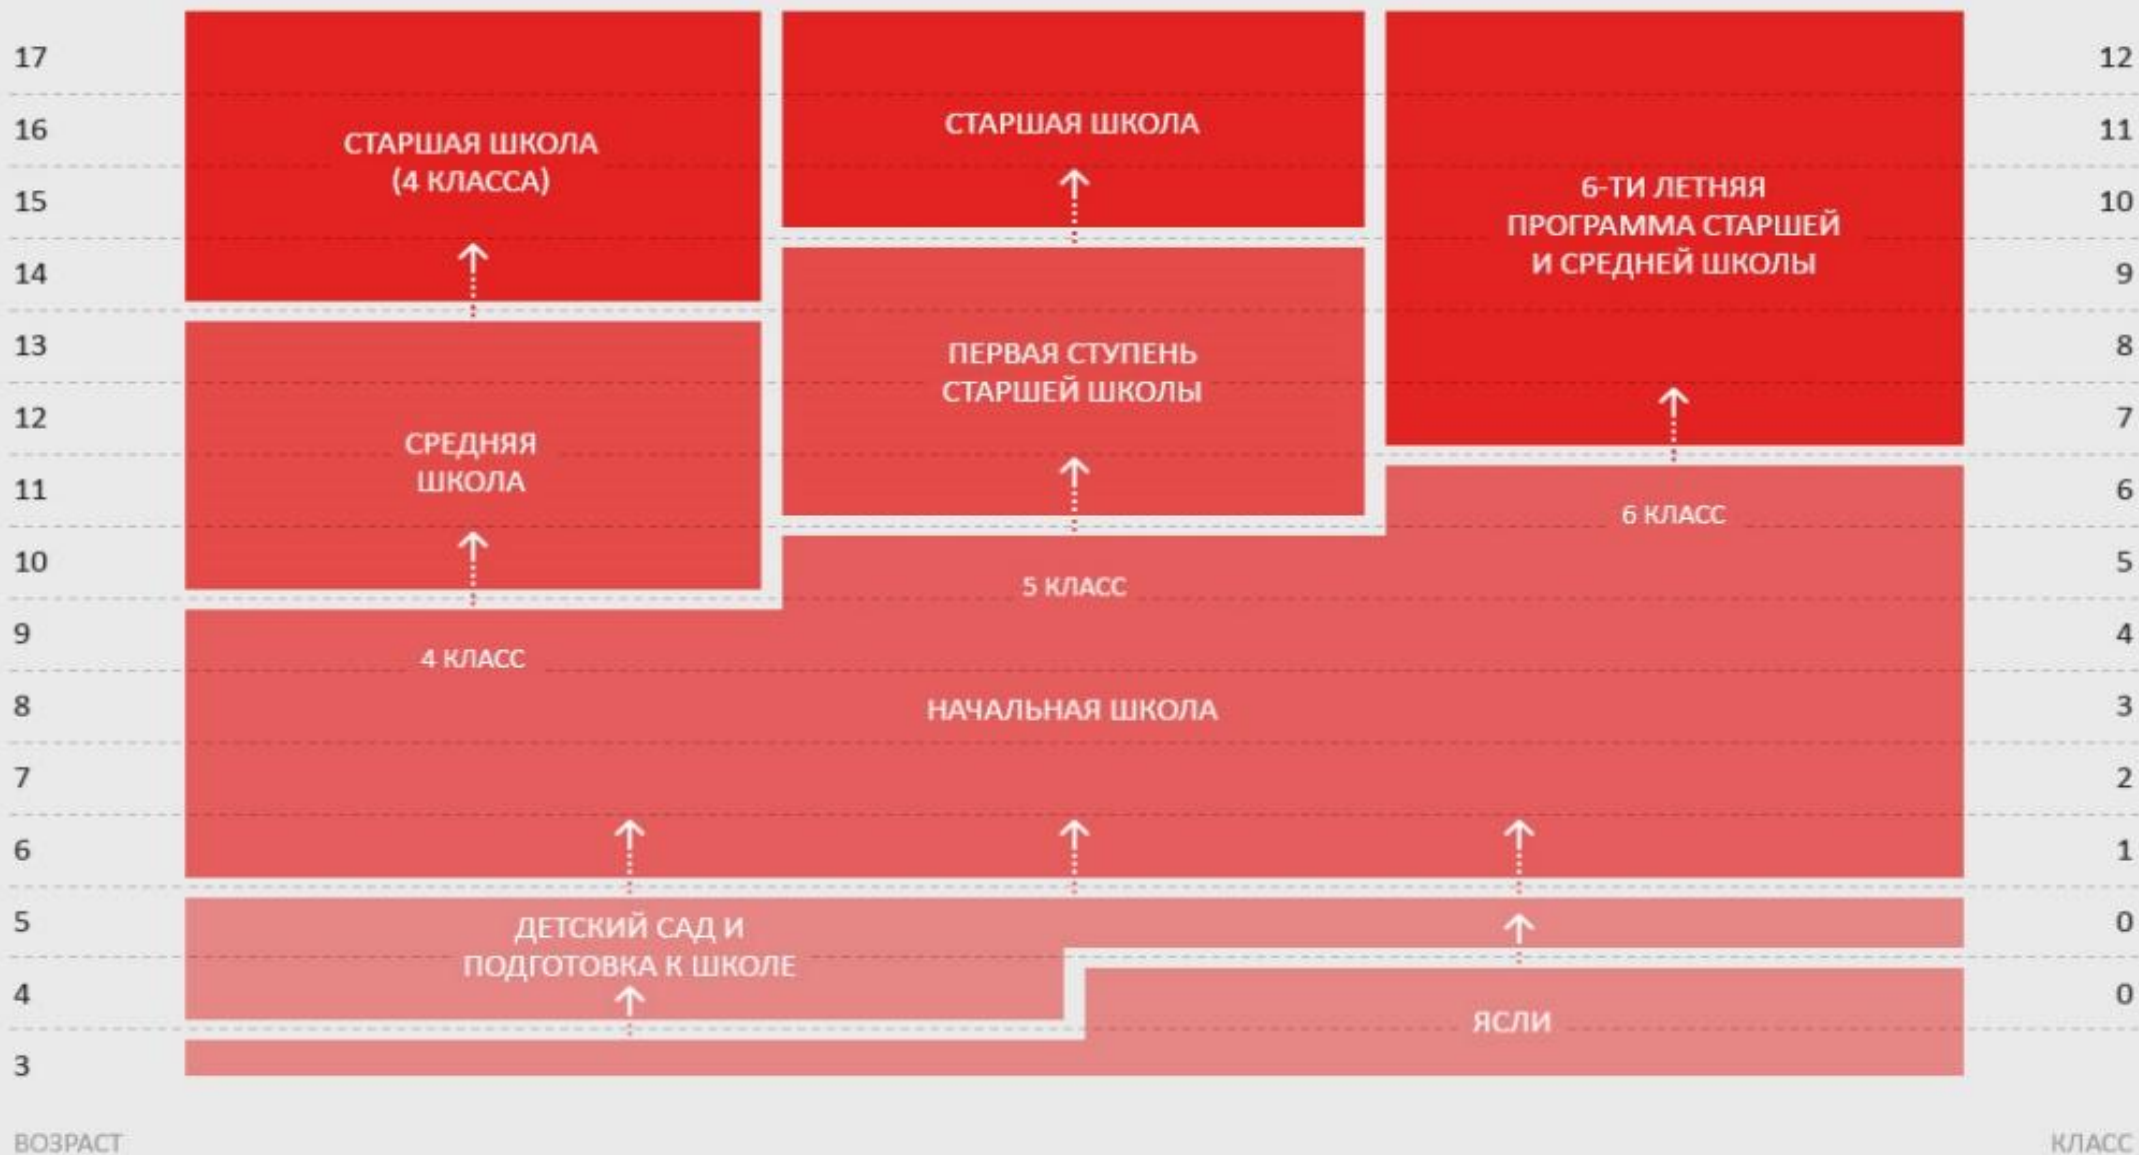 17
12
16
СТАРШАЯ ШКОЛА
(4 КЛАССА)
СТАРШАЯ ШКОЛА
11
15
6-ТИ ЛЕТНЯЯ
ПРОГРАММА СТАРШЕЙ
И СРЕДНЕЙ ШКОЛЫ
10
14
9
13
ПЕРВАЯ СТУПЕНЬ
СТАРШЕЙ ШКОЛЫ
8
12
СРЕДНЯЯ
ШКОЛА
7
11
6 КЛАСС
6
10
5 КЛАСС
5
9
4 КЛАСС
4
8
НАЧАЛЬНАЯ ШКОЛА
3
7
2
6
1
5
ДЕТСКИЙ САД И
ПОДГОТОВКА К ШКОЛЕ
0
4
ЯСЛИ
0
3
ВОЗРАСТ
КЛАСС